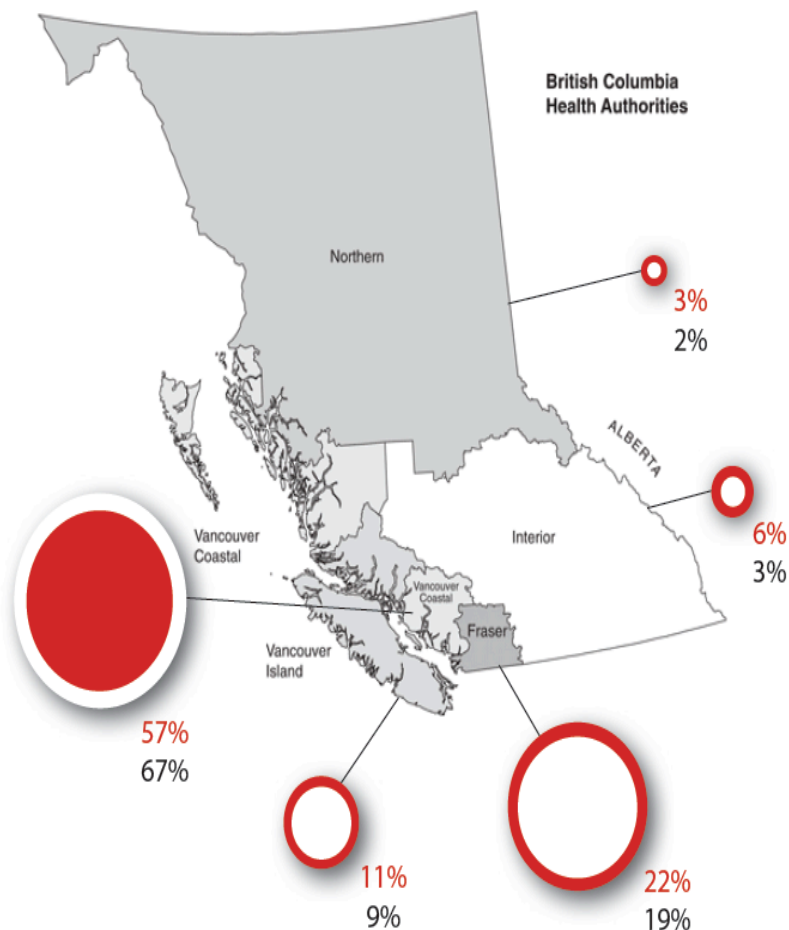 British Columbia
Health Authorities
Northern
3%
2%
ALBERTA
6%
3%
Interior
Vancouver
Coastal
Vancouver
Coastal
Fraser
Vancouver
Island
57%
67%
11%
9%
22%
19%